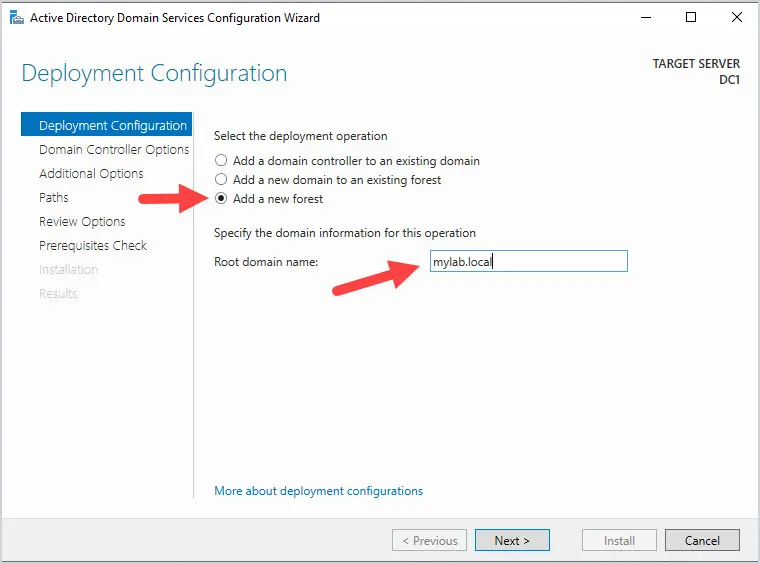 Active Directory Domain Services Configuration Wizard
Deployment Configuration
TARGET SERVER
DC1
Deployment Configuration
Domain Controller Options
Additional Options
Paths
Review Options
Prerequisites Check
Installation
Results
Select the deployment operation
Add a domain controller to an existing domain
Add a new domain to an existing forest
Add a new forest
Specify the domain information for this operation
Root domain name:
mylab.local
More about deployment configurations
< Previous
Next >
Install
Cancel